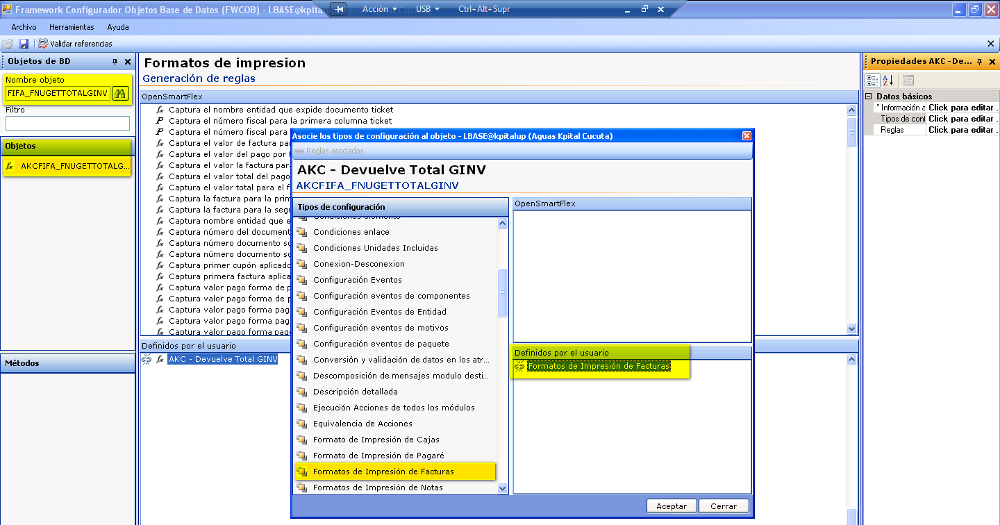 Framework Configurador Objetos Base de Datos (FWCOB) - LBASE@kpital
Acción
USB
Ctrl+Alt+Supr
Archivo
Herramientas
Ayuda
Validar referencias
Objetos de BD
Nombre objeto
FIFA_FNUGETTOTALGINV
Filtro
Objetos
AKCFIFA_FNUGETTOTALG...
Métodos
Formatos de impresion
Generación de reglas
OpenSmartFlex
Captura el nombre entidad que expide documento ticket
Captura el número fiscal para la primera columna ticket
Captura el número fiscal para
Captura el valor de factura par
Captura el valor del pago por f
Captura el valor la factura para
Captura el valor total del pago
Captura el valor total para el f
Captura la factura para la prim
Captura la factura para la segu
Captura nombre entidad que e
Captura número del document
Captura número documento so
Captura número documento so
Captura primer cupón aplicado
Captura primera factura aplica
Captura valor pago forma de p
Captura valor pago forma de p
Captura valor pago forma pag
Captura valor pago forma pag
Captura valor pago forma pag
Definidos por el usuario
AKC - Devuelve Total GINV
Asocie los tipos de configuración al objeto - LBASE@kpitalup (Aguas Kpital Cucuta)
Reglas asociadas
AKC - Devuelve Total GINV
AKCFIFA_FNUGETTOTALGINV
Tipos de configuración
Condiciones elemento
Condiciones enlace
Condiciones Unidades Incluidas
Conexion-Desconexion
Configuración Eventos
Configuración eventos de componentes
Configuración Eventos de Entidad
Configuración eventos de motivos
Configuración eventos de paquete
Conversión y validación de datos en los atr...
Descomposición de mensajes modulo desti...
Descripción detallada
Ejecución Acciones de todos los módulos
Equivalencia de Acciones
Formato de Impresión de Cajas
Formato de Impresión de Pagaré
Formatos de Impresión de Facturas
Formatos de Impresión de Notas
OpenSmartFlex
Definidos por el usuario
Formatos de Impresión de Facturas
Aceptar
Cerrar
Propiedades AKC - De...
Datos básicos
* Información a Click para editar .
Tipos de conf Click para editar .
Reglas Click para editar .